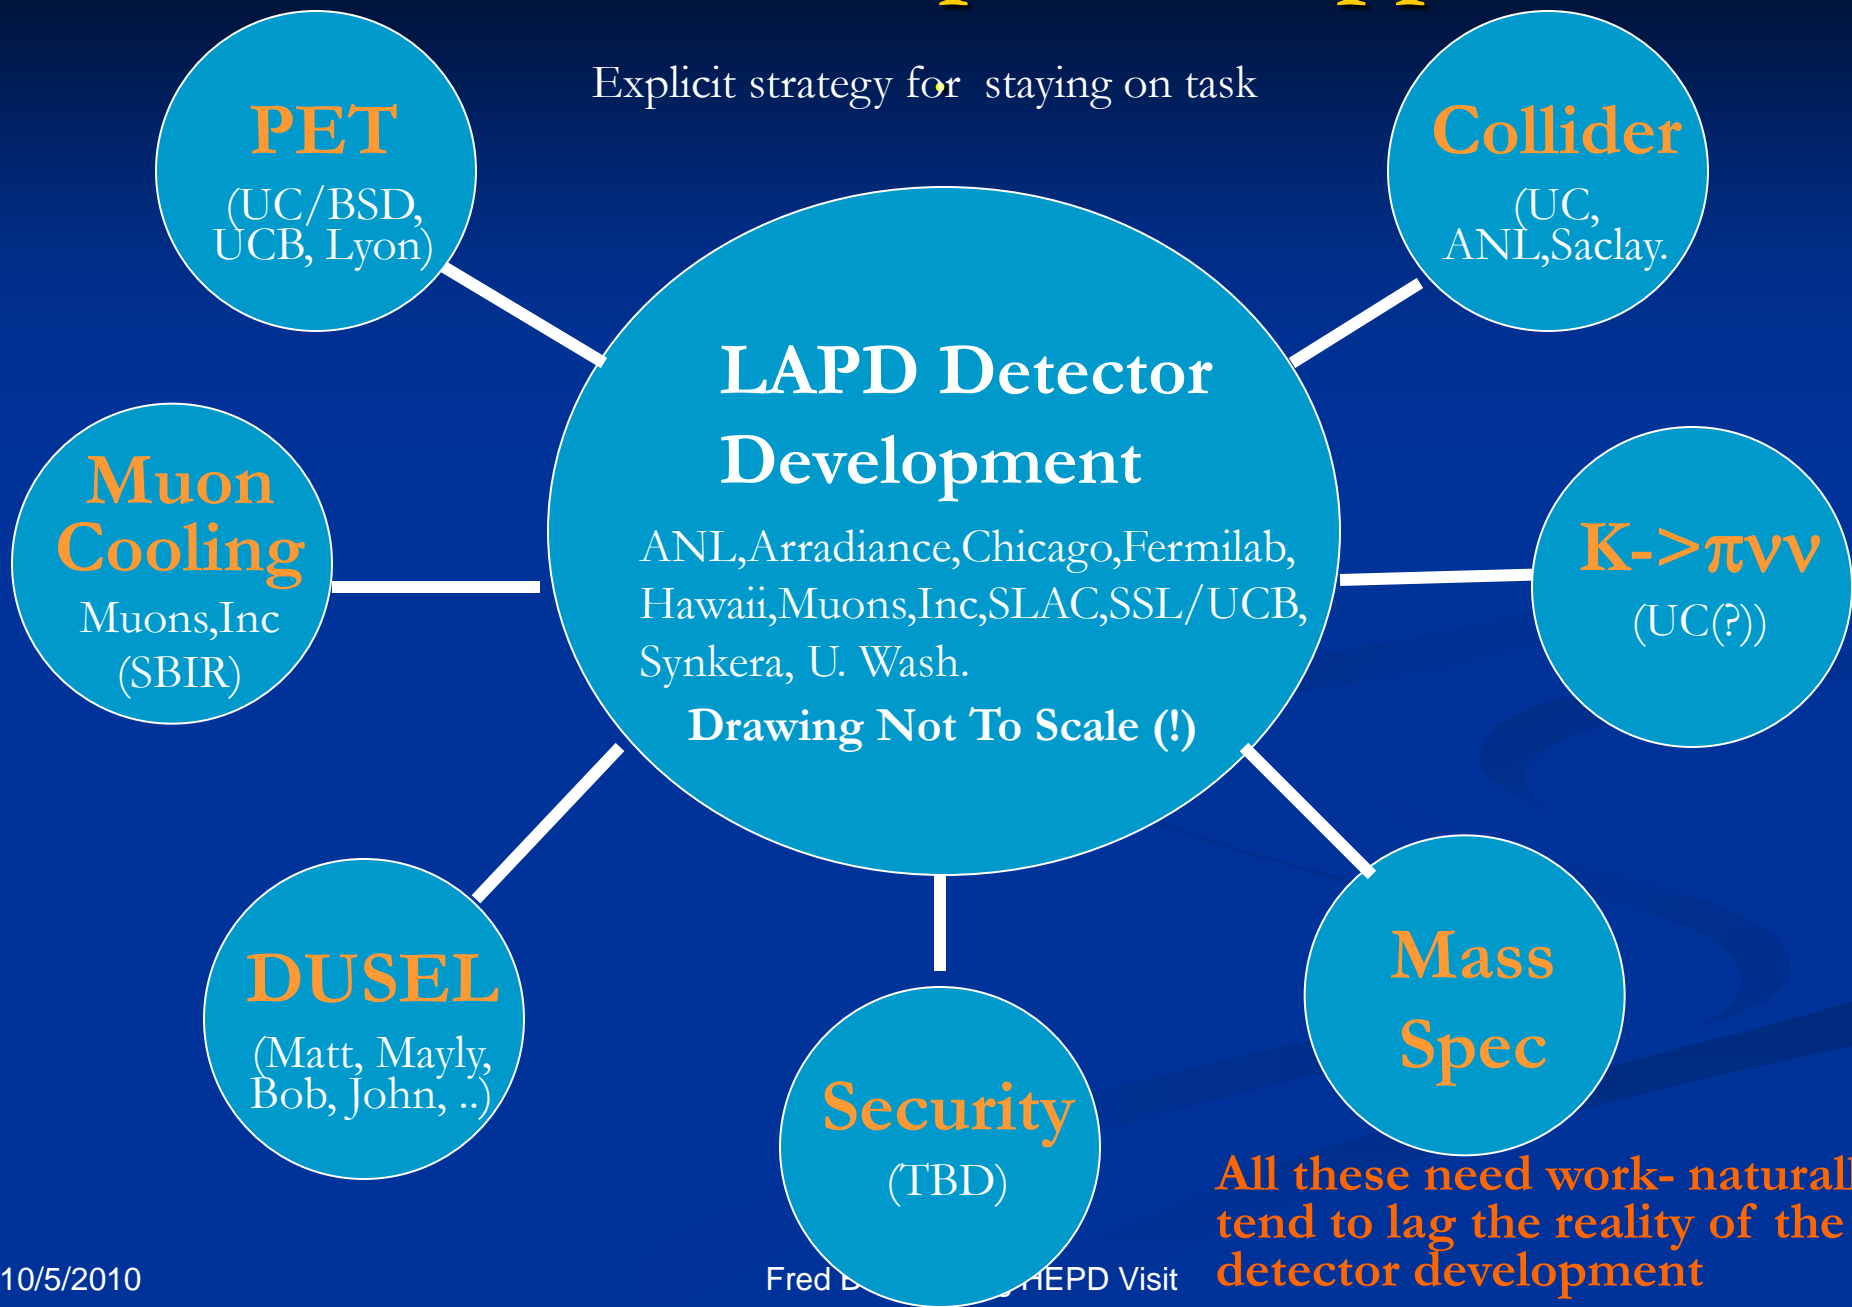 Explicit strategy for staying on task
PET
(UC/BSD,
UCB, Lyon)
Collider
(UC,
ANL,Saclay.
LAPD Detector
Development
ANL,Arradiance,Chicago,Fermilab,
Hawaii,Muons,Inc,SLAC,SSL/UCB,
Synkera, U. Wash.
Drawing Not To Scale (!)
Muon
Cooling
Muons,Inc
(SBIR)
K->πνν
(UC(?))
DUSEL
(Matt, Mayly,
Bob, John, ..)
Security
(TBD)
Mass
Spec
All these need work- naturall
tend to lag the reality of the
detector development
10/5/2010
Fred HEPD Visit